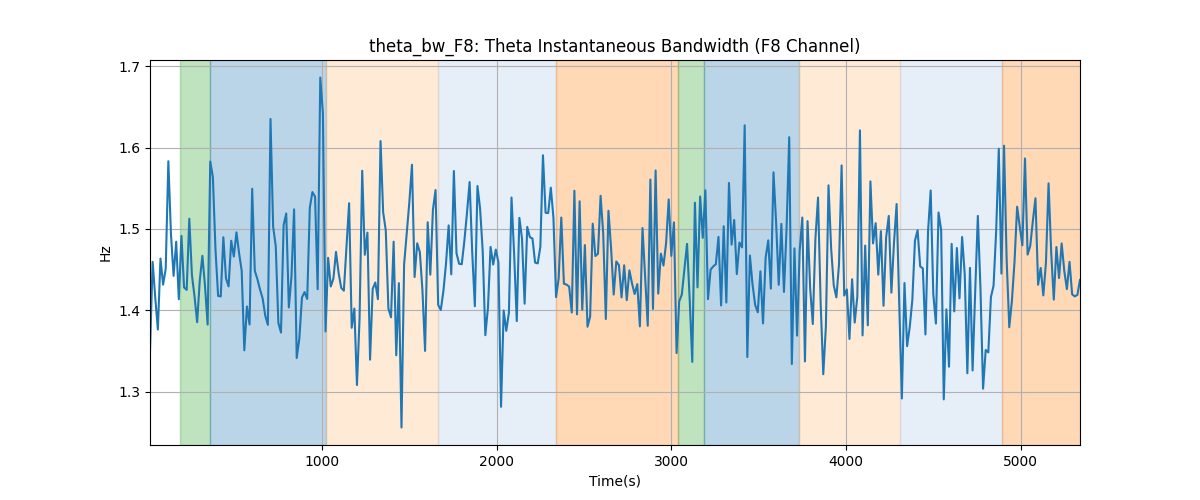 theta_bw_F8: Theta Instantaneous Bandwidth (F8 Channel)
1.7
1.6
1.5
1.4
1.3
Hz
1000 2000 3000 4000 5000
Time(s)